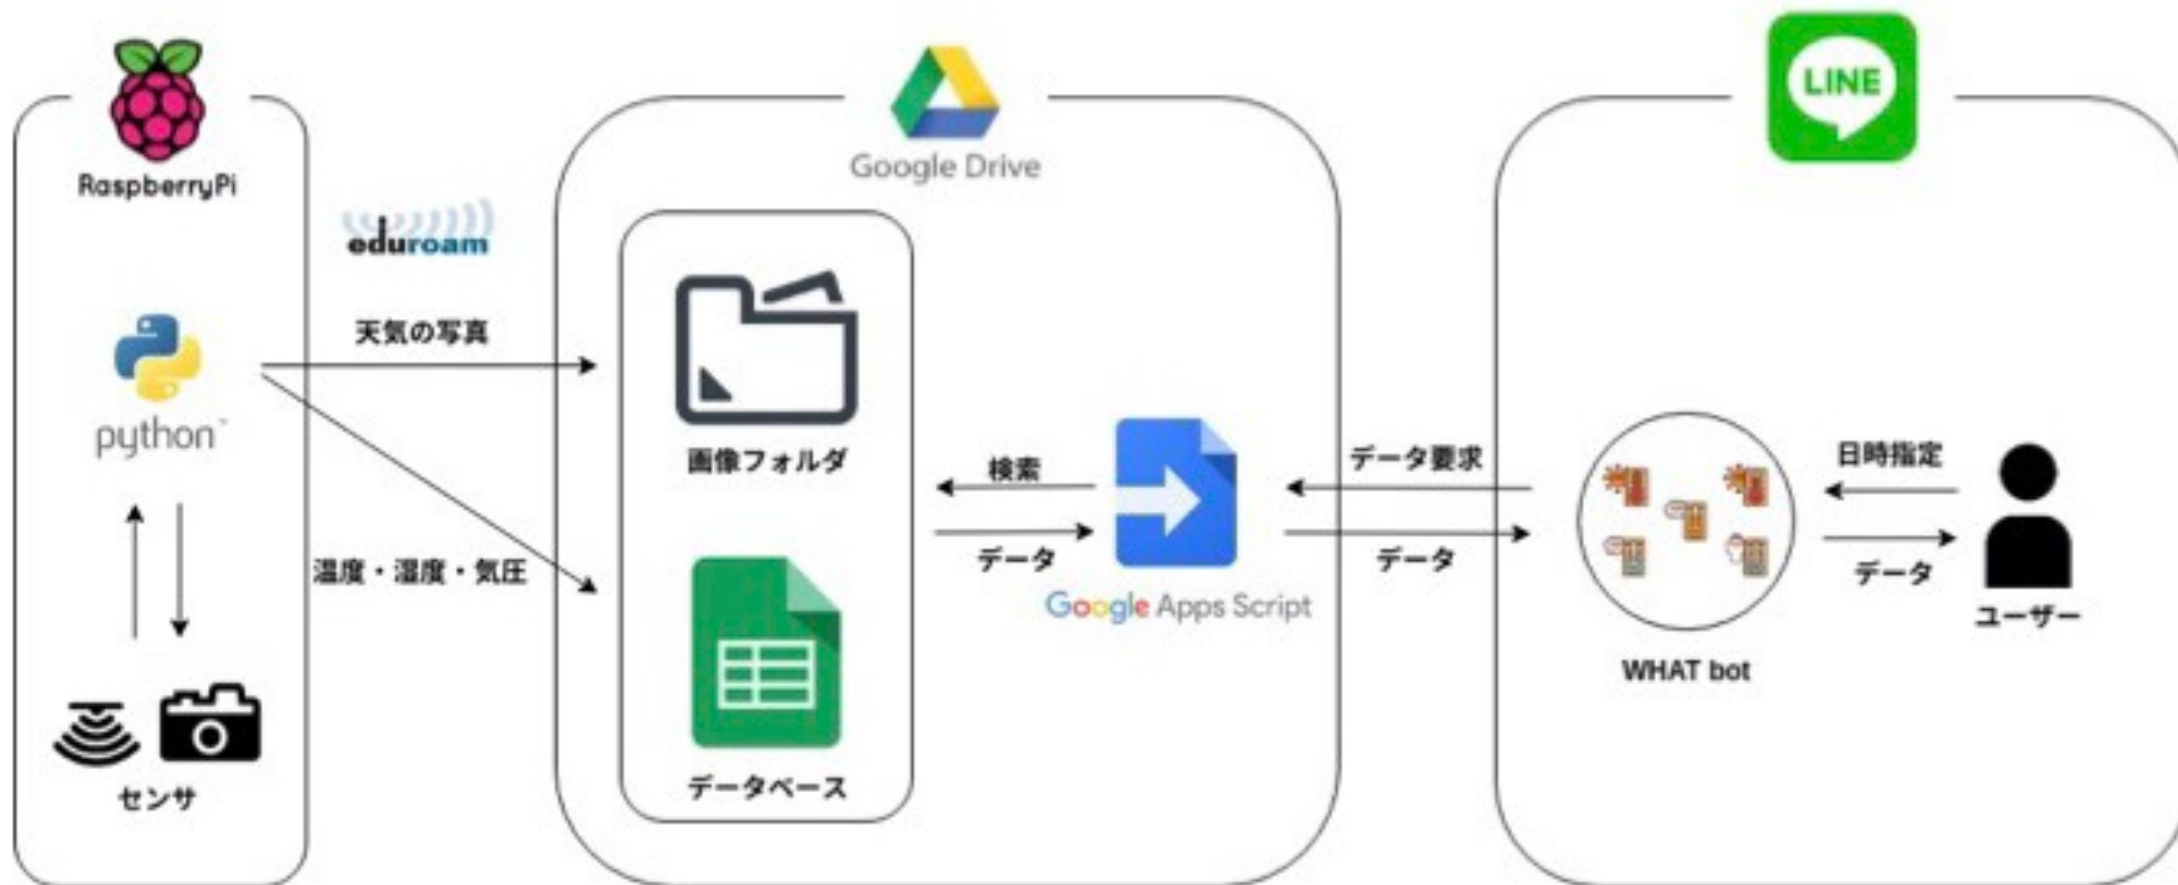 RaspberryPi
python™
センサ
eduroam
天気の写真
温度・湿度・気圧
Google Drive
画像フォルダ
データベース
検索
データ
Google Apps Script
データ要求
データ
LINE
WHAT bot
日時指定
データ
ユーザー